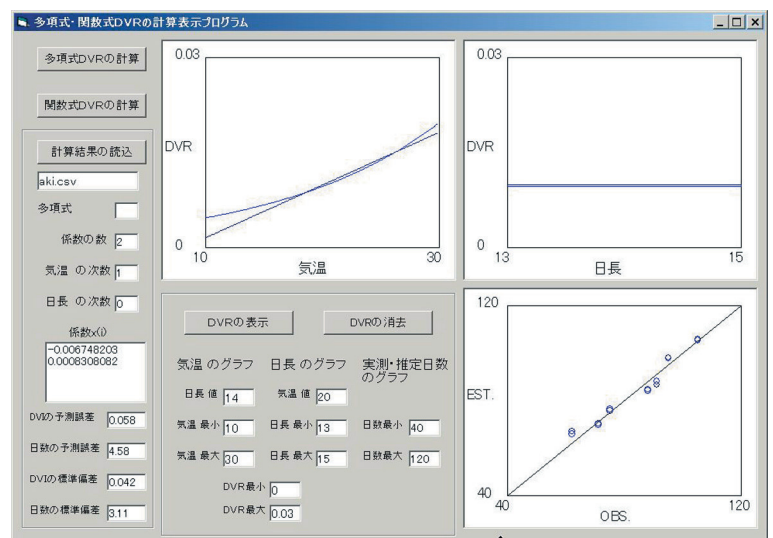 多項式・関数式DVRの計算表示プログラム
多項式DVRの計算
関数式DVRの計算
計算結果の読込
aki.csv
多項式
係数の数 2
気温 の次数 1
日長 の次数 0
係数x(i)
-0.006748203
0.0008308082
DVIの予測誤差 0.058
日数の予測誤差 4.58
DVIの標準偏差 0.042
日数の標準偏差 3.11
0.03
DVR
0
10
気温
30
0.03
DVR
0
13
日長
15
DVRの表示
DVRの消去
気温 のグラフ
日長 のグラフ
実測・推定日数
のグラフ
日長 値 14
気温 値 20
気温 最小 10
日長 最小 13
日数最小 40
気温 最大 30
日長 最大 15
日数最大 120
DVR最小 0
DVR最大 0.03
120
EST.
40
40
OBS.
120